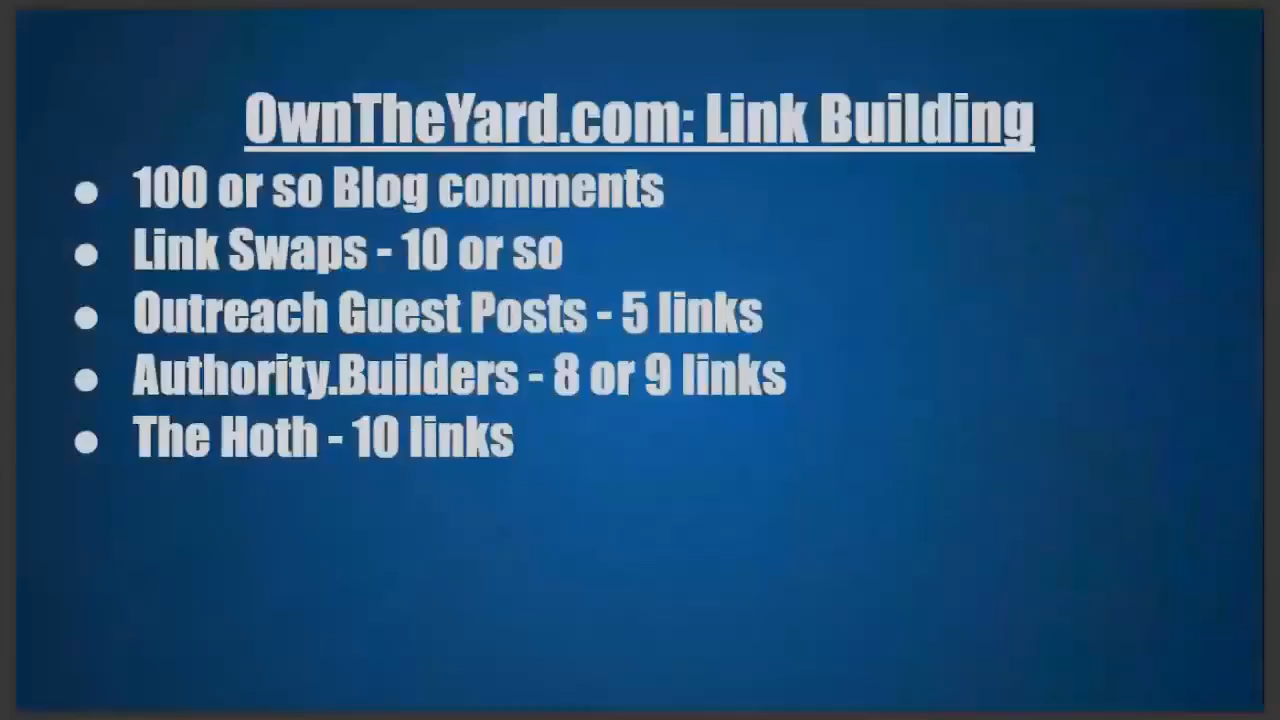 OwnTheYard.com: Link Building
● 100 or so Blog comments
● Link Swaps - 10 or so
● Outreach Guest Posts - 5 links
● Authority.Builders - 8 or 9 links
● The Hoth - 10 links